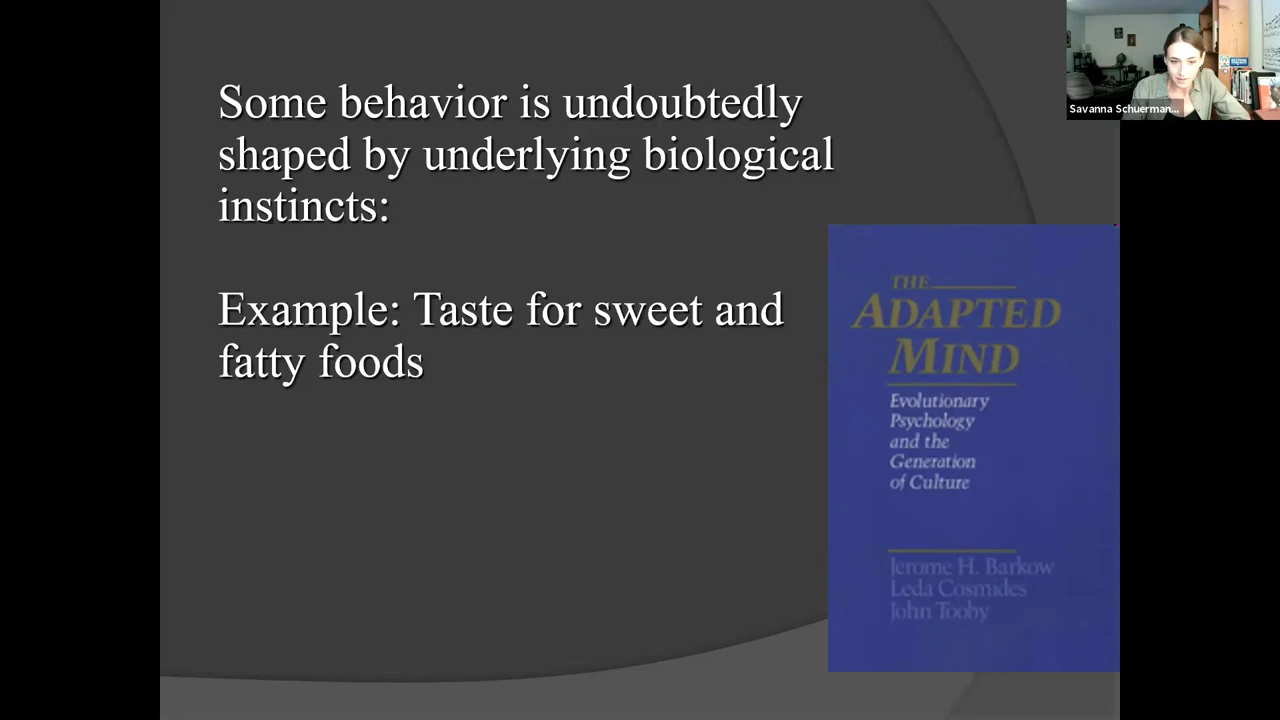 Some behavior is undoubtedly
shaped by underlying biological
instincts:
Example: Taste for sweet and
fatty foods
THE
ADAPTED
MIND
Evolutionary
Psychology
and the
Generation
of Culture
Jerome H. Barkow
Leda Cosmides
John Tooby
Savanna Schuerman...